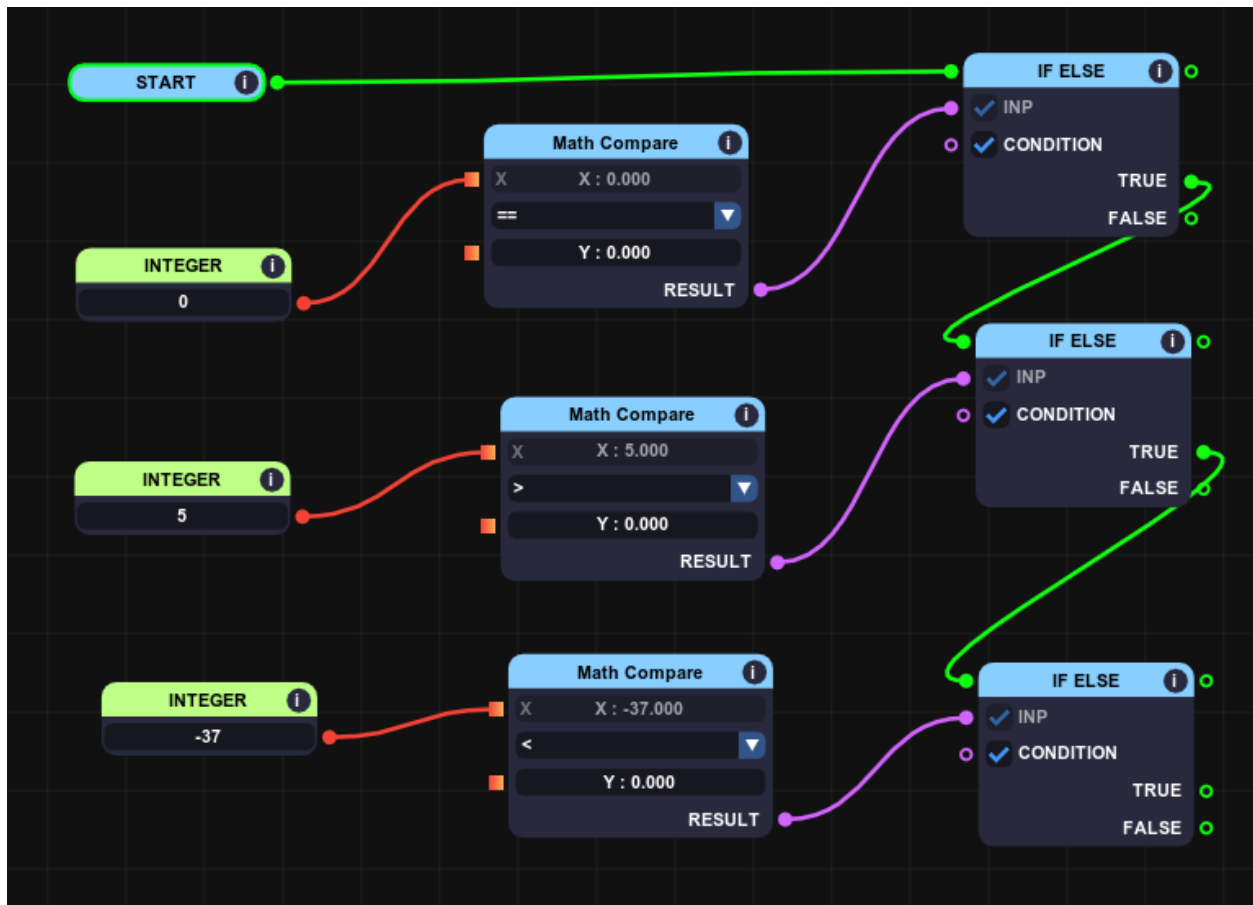 START
IF ELSE
INP
CONDITION
TRUE
FALSE
Math Compare
X X : 0.000
==
Y : 0.000
RESULT
INTEGER
0
IF ELSE
INP
CONDITION
TRUE
FALSE
Math Compare
X X : 5.000
>
Y : 0.000
RESULT
INTEGER
5
IF ELSE
INP
CONDITION
TRUE
FALSE
Math Compare
X X : -37.000
<
Y : 0.000
RESULT
INTEGER
-37